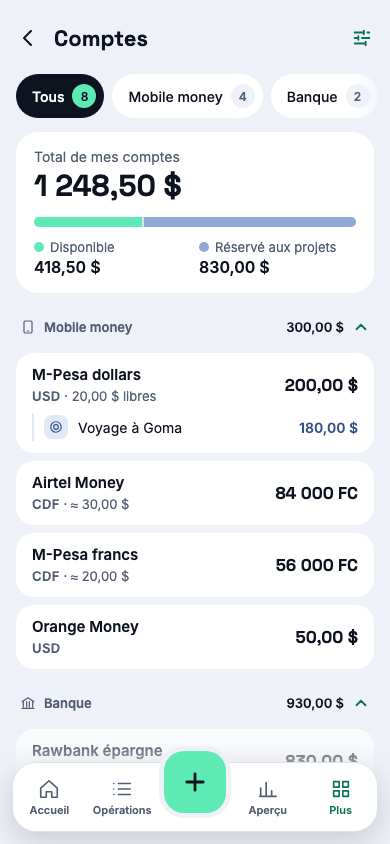 Comptes
Tous 8 Mobile money 4 Banque 2
Total de mes comptes
1 248,50 $
Disponible Réservé aux projets
418,50 $ 830,00 $
Mobile money 300,00 $
M-Pesa dollars 200,00 $
USD · 20,00 $ libres
Voyage à Goma 180,00 $
Airtel Money 84 000 FC
CDF · ≈ 30,00 $
M-Pesa francs 56 000 FC
CDF · ≈ 20,00 $
Orange Money 50,00 $
USD
Banque 930,00 $
Rawbank épargne 830,00 $
Accueil Opérations Aperçu Plus